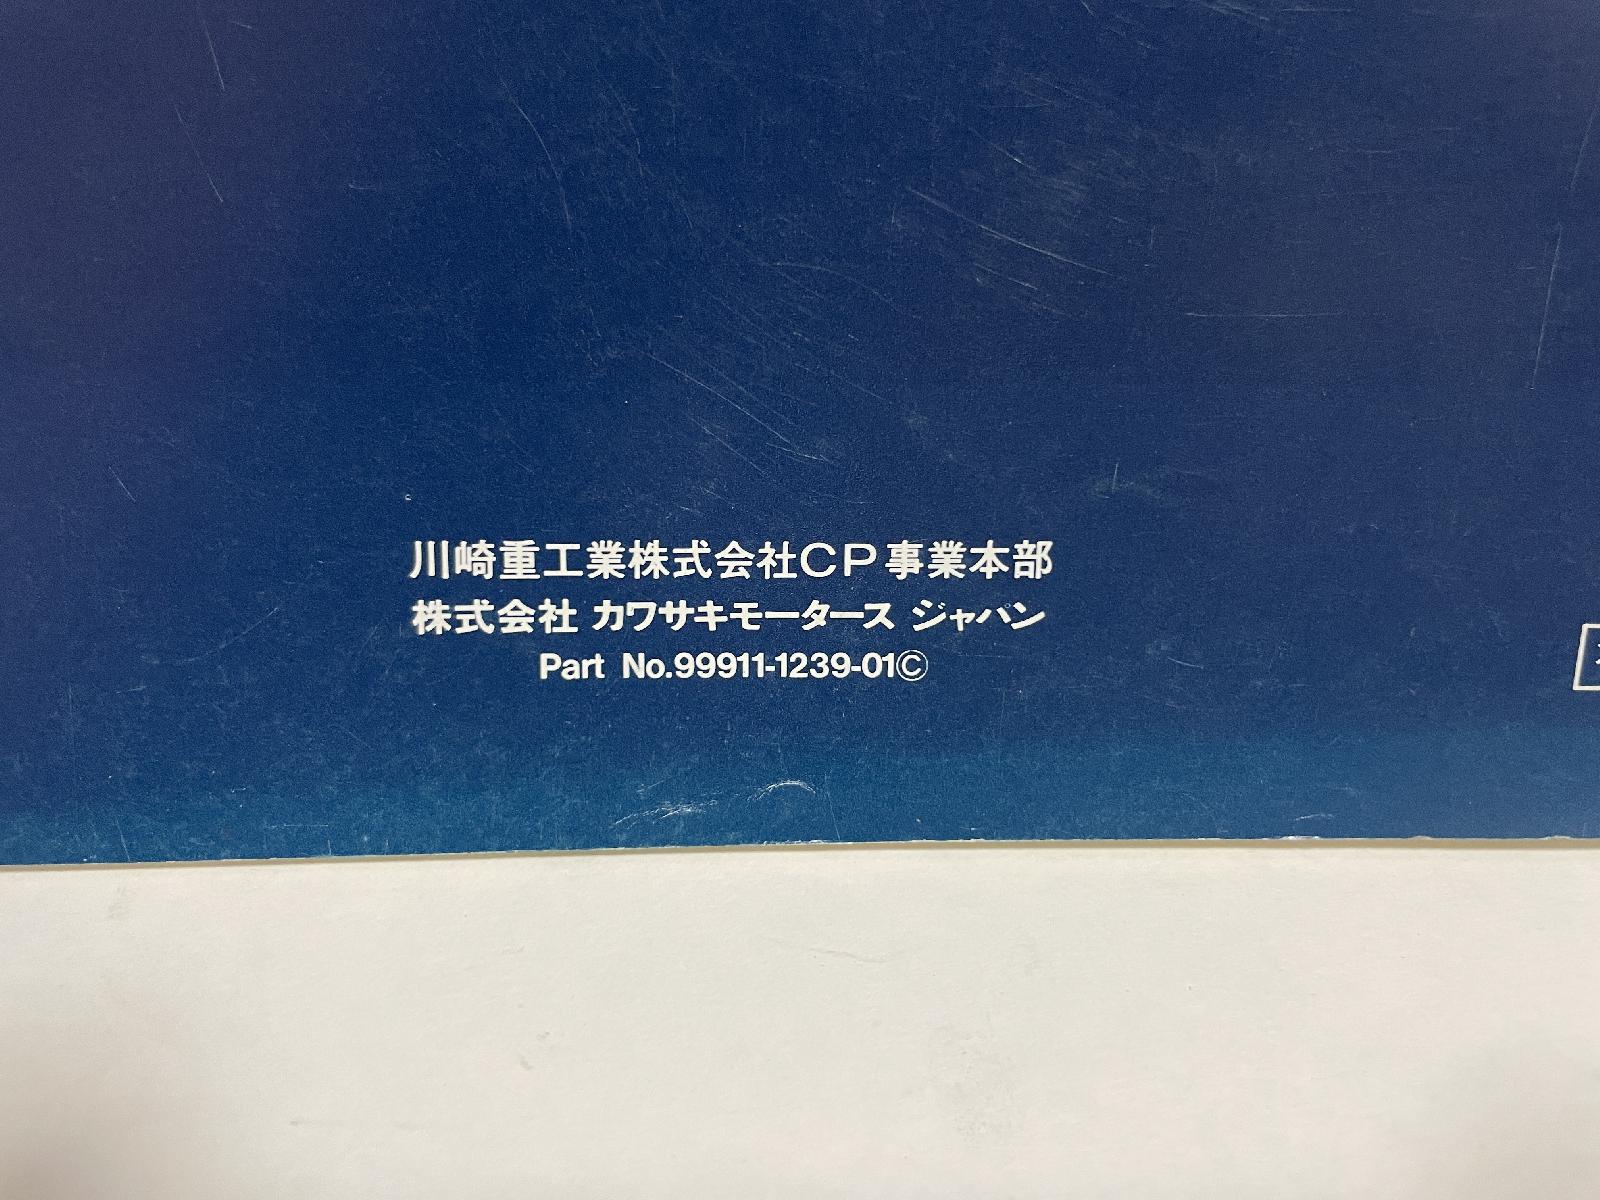 川崎重工業株式会社CP事業本部
株式会社 カワサキモータース ジャパン
Part No.99911-1239-01©